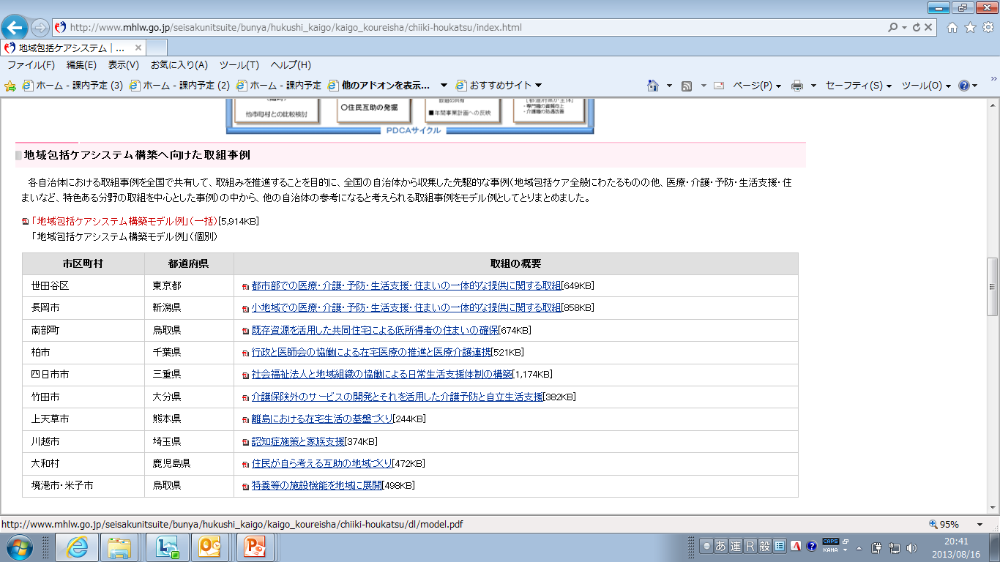 http://www.mhlw.go.jp/seisakunitsuite/bunya/hukushi_kaigo/kaigo_koureisha/chiiki-houkatsu/index.html
地域包括ケアシステム | ...
ファイル(F) 編集(E) 表示(V) お気に入り(A) ツール(T) ヘルプ(H)
ホーム - 課内予定 (3) ホーム - 課内予定 (2) ホーム - 課内予定 他のアドオンを表示... おすすめサイト ページ(P) セーフティ(S) ツール(O)
他市町村との比較検討
○住民互助の発掘
取組の共有
■年間事業計画への反映
・専門職の資質向上
・介護職の処遇改善
PDCAサイクル
地域包括ケアシステム構築へ向けた取組事例
各自治体における取組事例を全国で共有して、取組みを推進することを目的に、全国の自治体から収集した先駆的な事例（地域包括ケア全般にわたるものの他、医療・介護・予防・生活支援・住
まいなど、特色ある分野の取組を中心とした事例）の中から、他の自治体の参考になると考えられる取組事例をモデル例としてとりまとめました。
「地域包括ケアシステム構築モデル例」（一括）[5,914KB]
「地域包括ケアシステム構築モデル例」（個別）
市区町村 都道府県 取組の概要
世田谷区 東京都 都市部での医療・介護・予防・生活支援・住まいの一体的な提供に関する取組[649KB]
長岡市 新潟県 小地域での医療・介護・予防・生活支援・住まいの一体的な提供に関する取組[858KB]
南部町 鳥取県 既存資源を活用した共同住宅による低所得者の住まいの確保[674KB]
柏市 千葉県 行政と医師会の協働による在宅医療の推進と医療介護連携[521KB]
四日市市 三重県 社会福祉法人と地域組織の協働による日常生活支援体制の構築[1,174KB]
竹田市 大分県 介護保険外のサービスの開発とそれを活用した介護予防と自立生活支援[382KB]
上天草市 熊本県 離島における在宅生活の基盤づくり[244KB]
川越市 埼玉県 認知症施策と家族支援[374KB]
大和村 鹿児島県 住民が自ら考える互助の地域づくり[472KB]
境港市・米子市 鳥取県 特養等の施設機能を地域に展開[498KB]
http://www.mhlw.go.jp/seisakunitsuite/bunya/hukushi_kaigo/kaigo_koureisha/chiiki-houkatsu/dl/model.pdf
95%
あ 連 R 般 CAPS KANA
20:41
2013/08/16